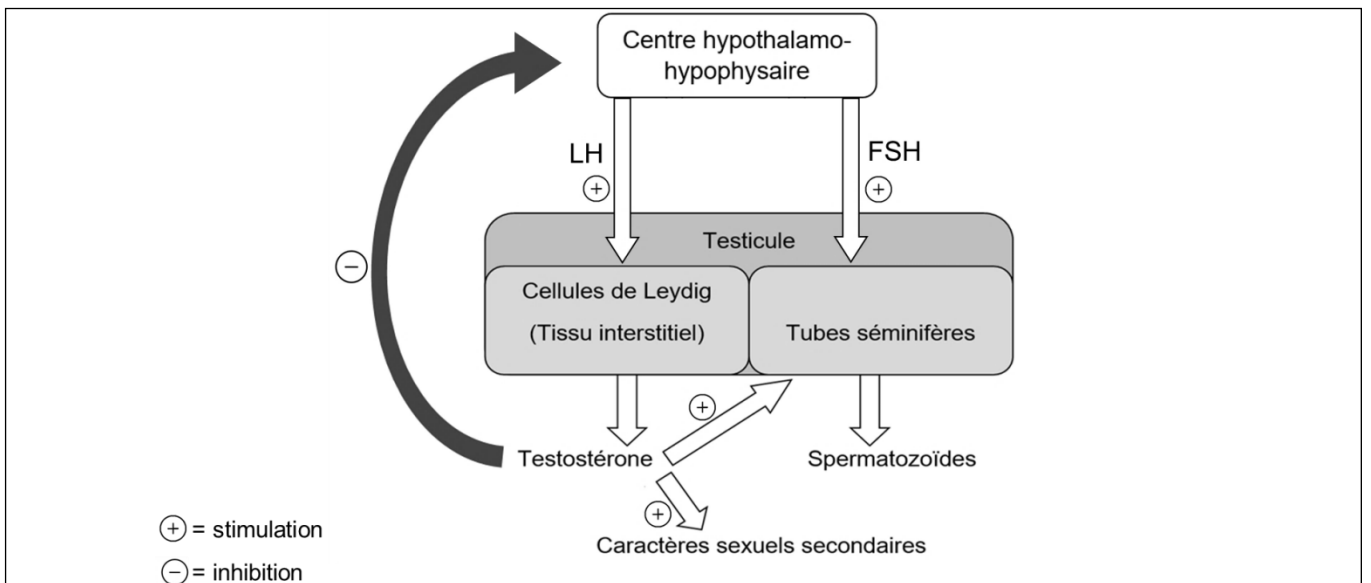 Centre hypothalamo-
hypophysaire
LH
FSH
+
+
Testicule
−
Cellules de Leydig
(Tissu interstitiel)
Tubes séminifères
+
Testostérone
Spermatozoïdes
+
Caractères sexuels secondaires
+ = stimulation
− = inhibition